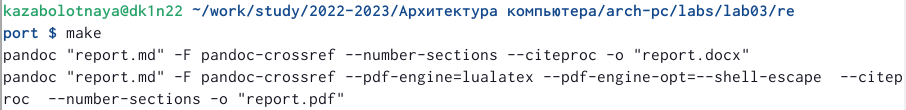 kazabolotnaya@dk1n22 ~/work/study/2022-2023/Архитектура компьютера/arch-pc/labs/lab03/re
port $ make
pandoc "report.md" -F pandoc-crossref --number-sections --citeproc -o "report.docx"
pandoc "report.md" -F pandoc-crossref --pdf-engine=lualatex --pdf-engine-opt=--shell-escape  --citep
roc  --number-sections -o "report.pdf"